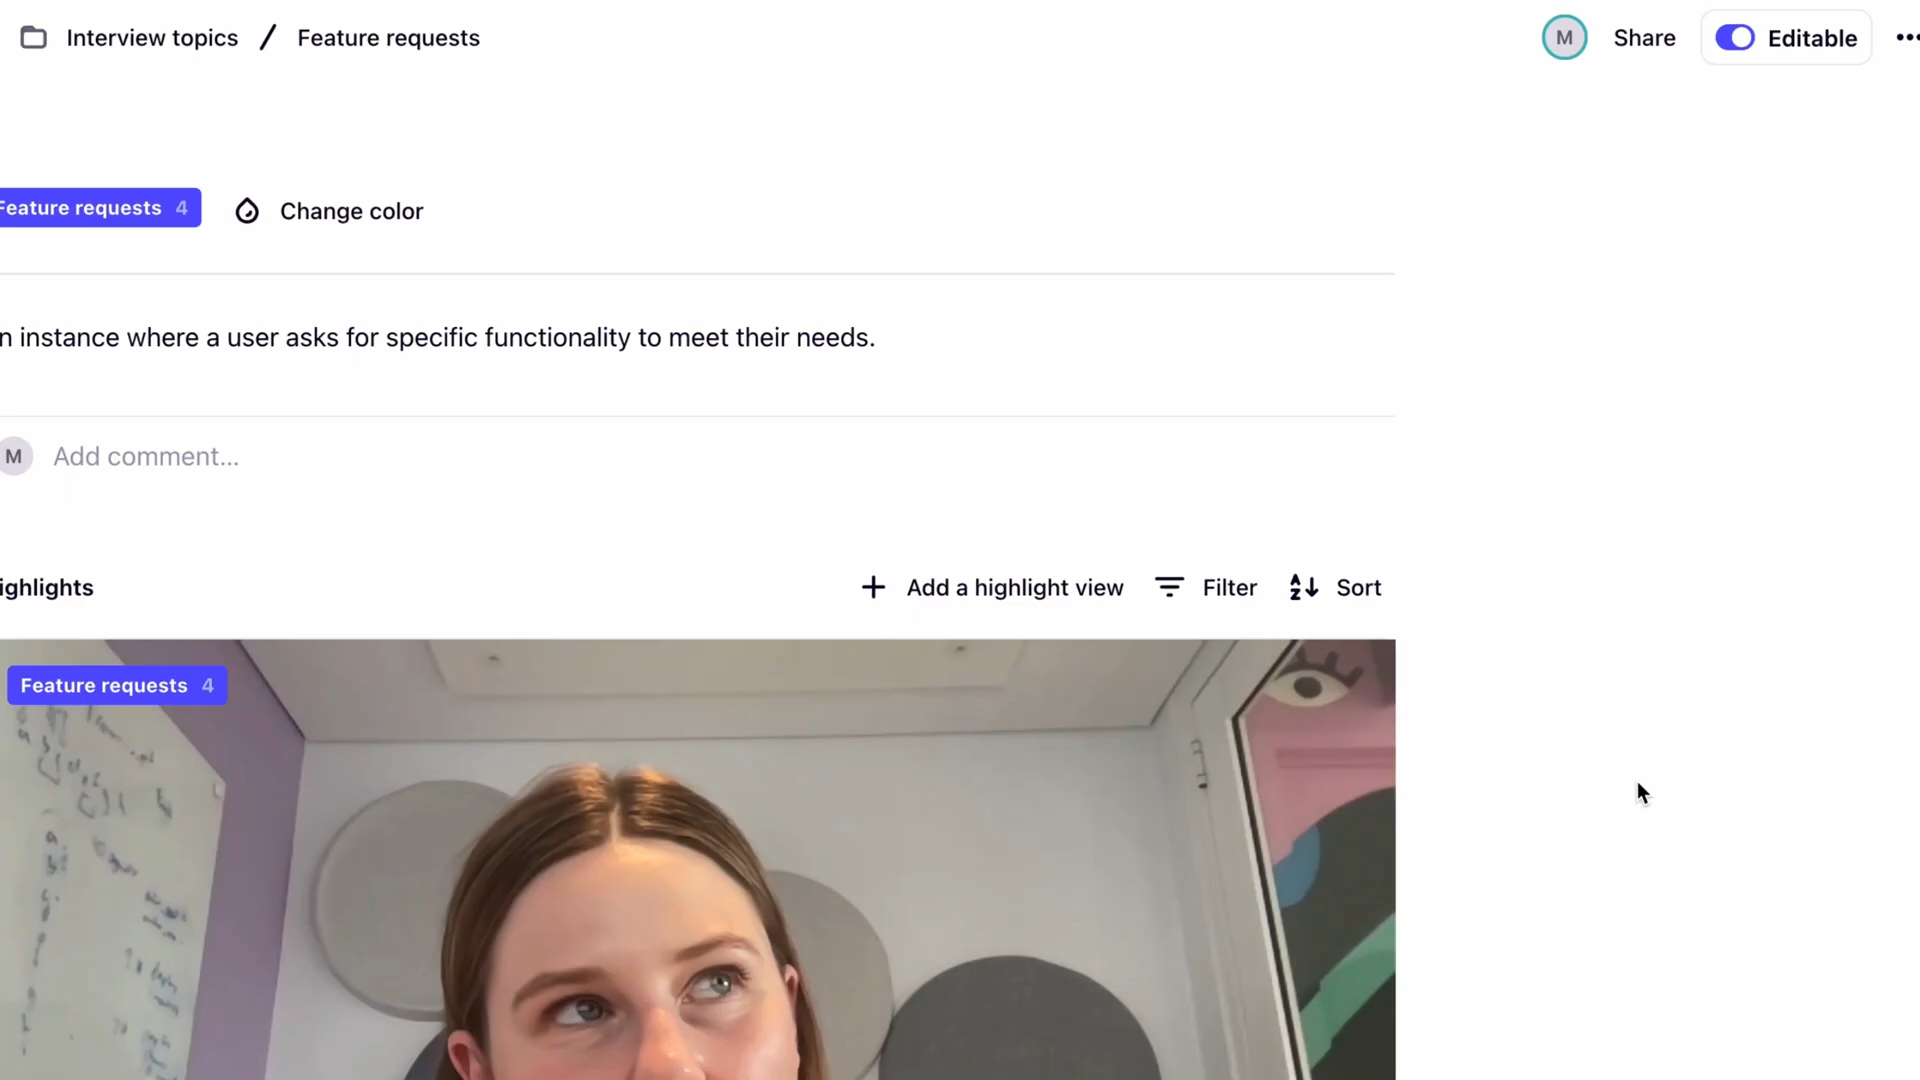 Interview topics / Feature requests
M Share Editable
Feature requests 4 Change color
n instance where a user asks for specific functionality to meet their needs.
M Add comment...
ighlights Add a highlight view Filter Sort
Feature requests 4